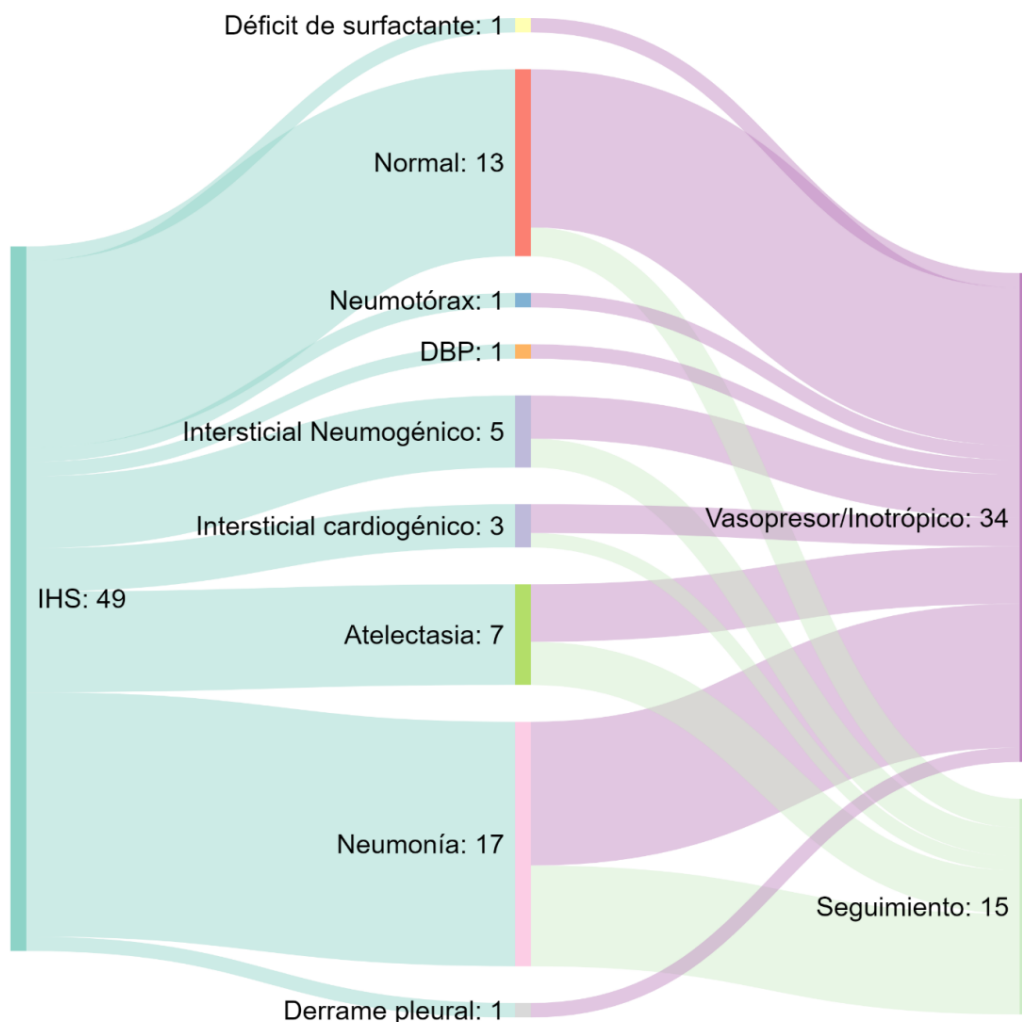 Déficit de surfactante: 1
Normal: 13
Neumotórax: 1
DBP: 1
Intersticial Neumogénico: 5
Vasopresor/Inotrópico: 34
Intersticial cardiogénico: 3
IHS: 49
Atelectasia: 7
Neumonía: 17
Seguimiento: 15
Derrame pleural: 1